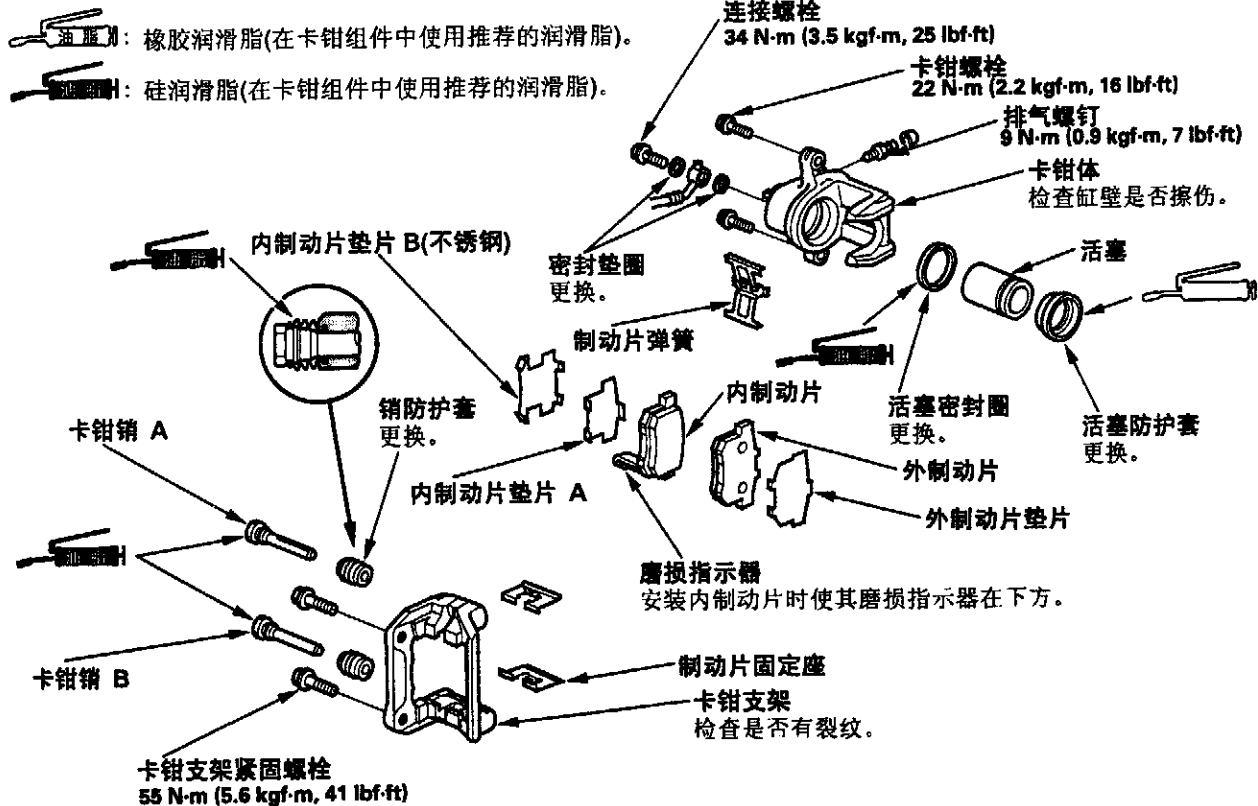 油 脂 : 橡胶润滑脂(在卡钳组件中使用推荐的润滑脂)。
: 硅润滑脂(在卡钳组件中使用推荐的润滑脂)。
连接螺栓
34 N·m (3.5 kgf·m, 25 lbf·ft)
卡钳螺栓
22 N·m (2.2 kgf·m, 16 lbf·ft)
排气螺钉
9 N·m (0.9 kgf·m, 7 lbf·ft)
卡钳体
检查缸壁是否擦伤。
内制动片垫片 B(不锈钢)
密封垫圈
更换。
活塞
制动片弹簧
内制动片
销防护套
更换。
卡钳销 A
活塞密封圈
更换。
活塞防护套
更换。
外制动片
内制动片垫片 A
外制动片垫片
磨损指示器
安装内制动片时使其磨损指示器在下方。
制动片固定座
卡钳销 B
卡钳支架
检查是否有裂纹。
卡钳支架紧固螺栓
55 N·m (5.6 kgf·m, 41 lbf·ft)